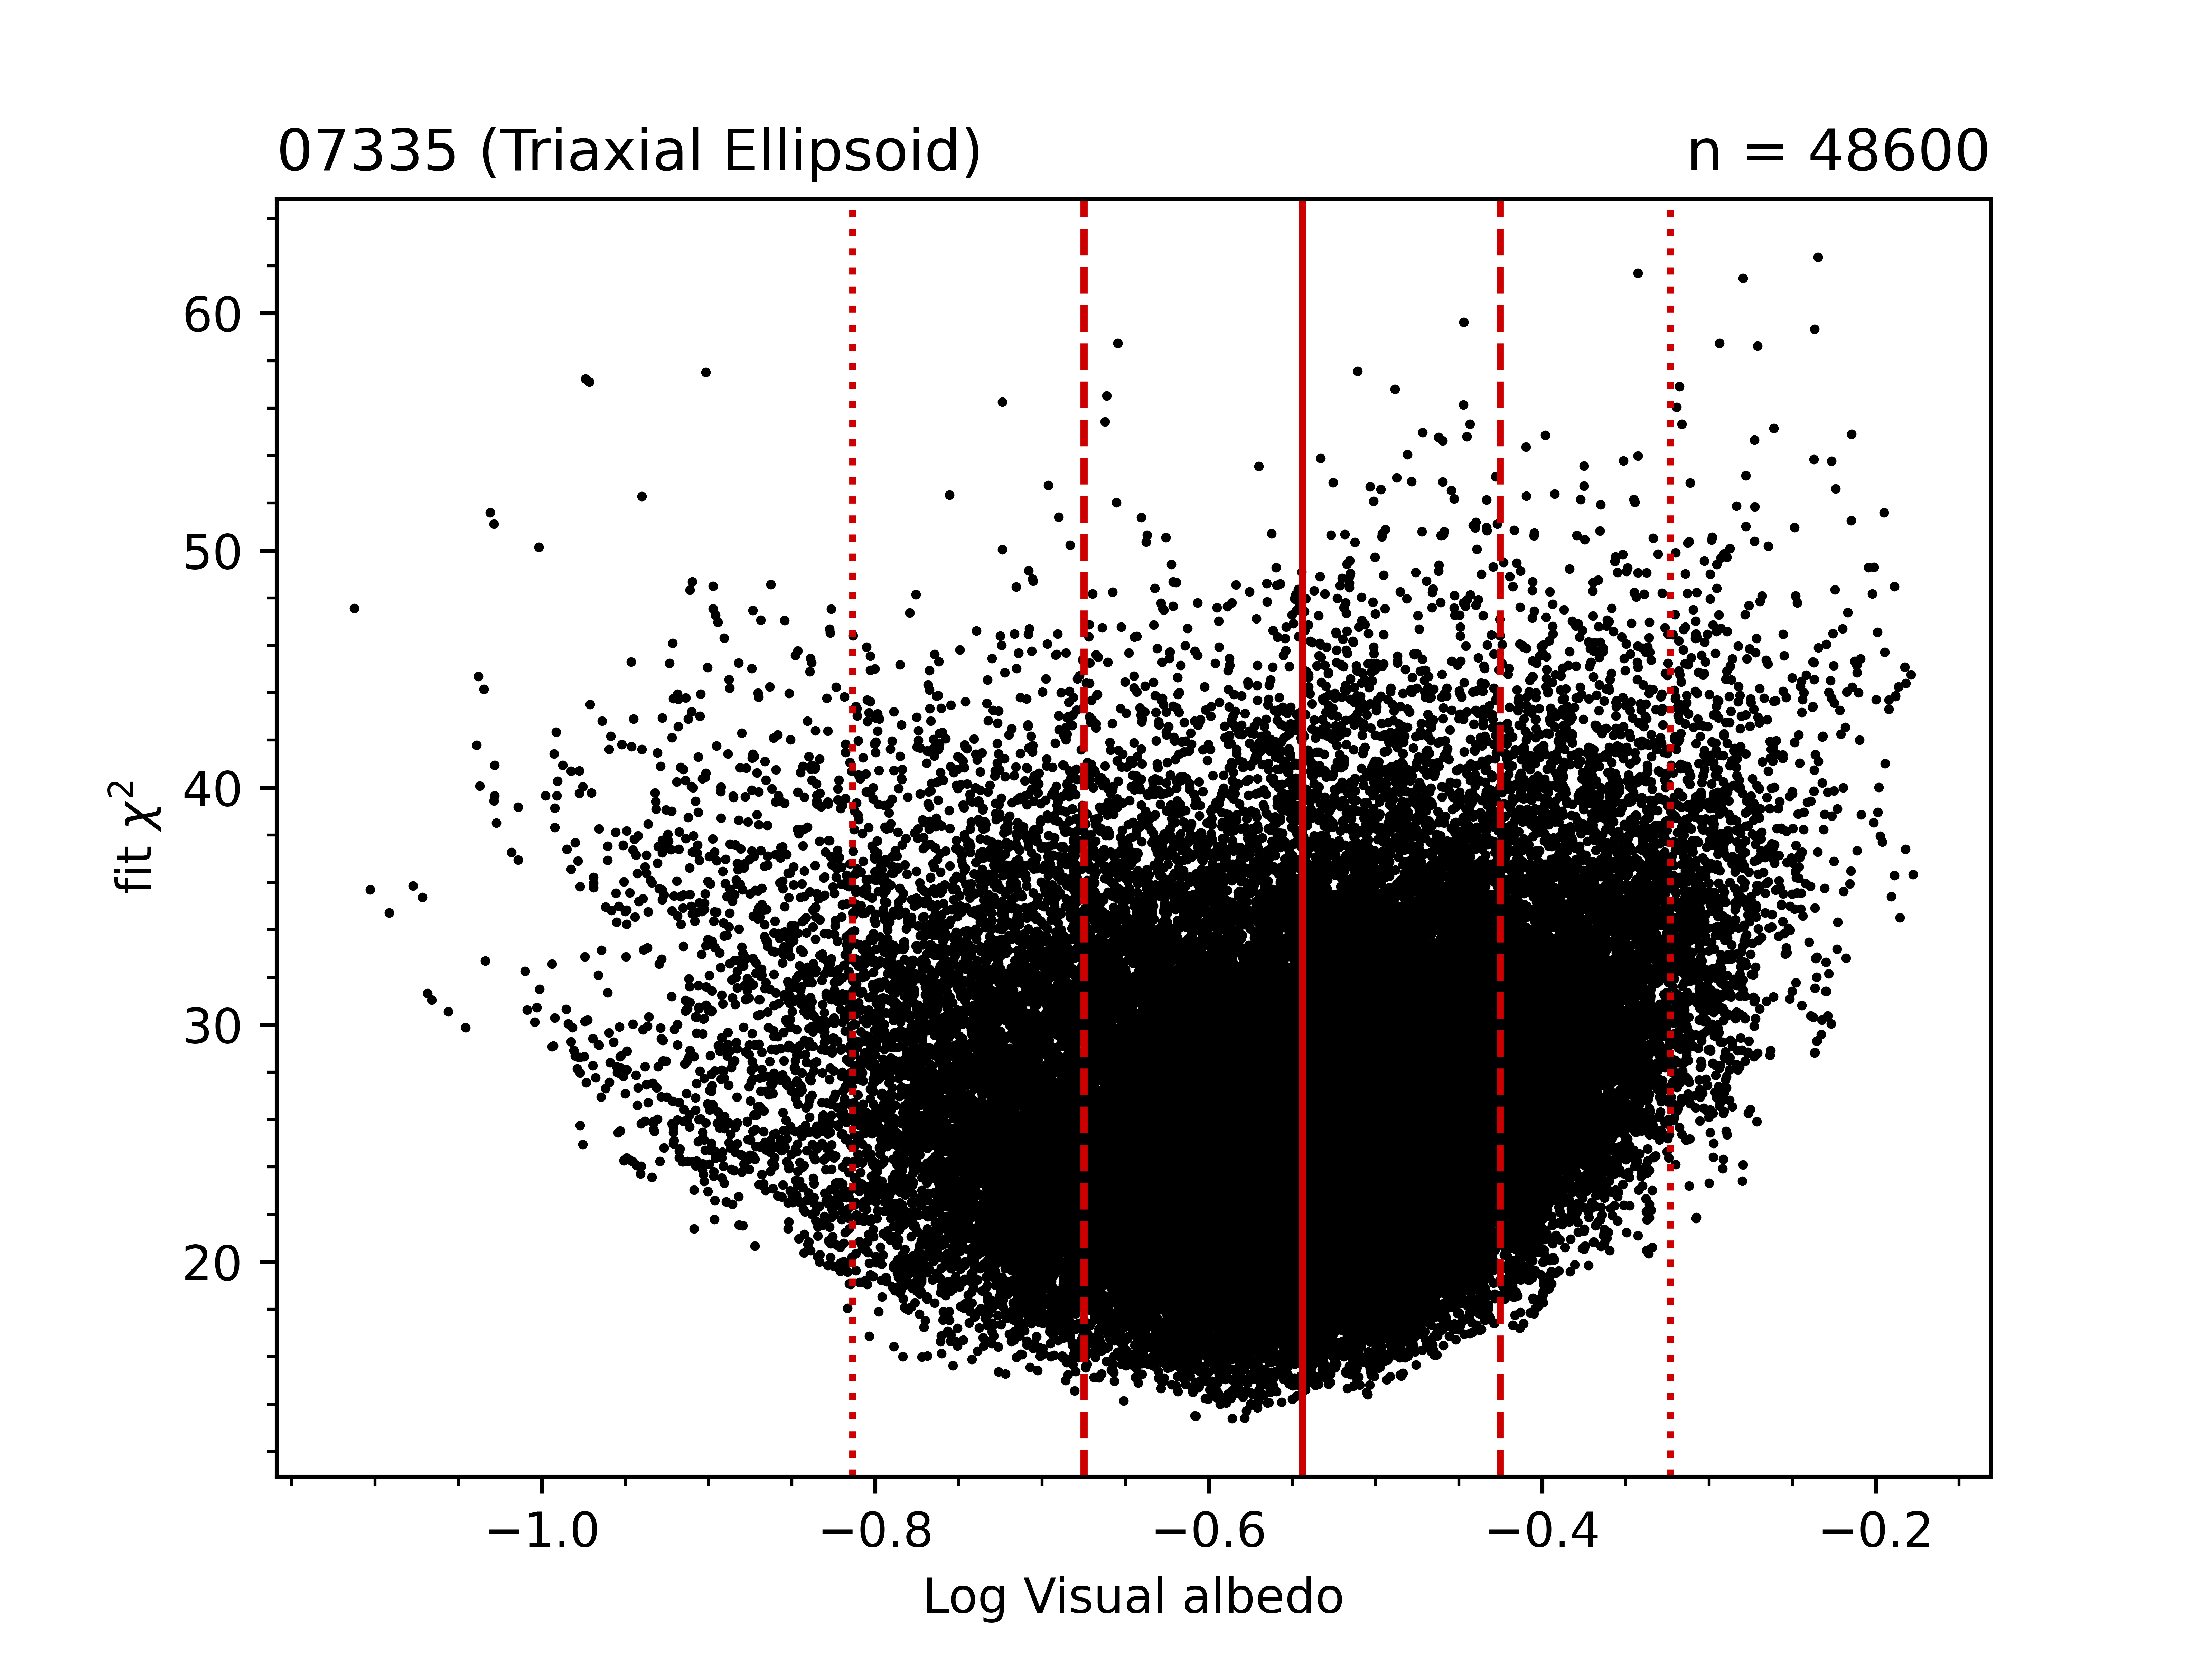 07335 (Triaxial Ellipsoid) n = 48600
60
50
40
30
20
fit χ²
−1.0 −0.8 −0.6 −0.4 −0.2
Log Visual albedo